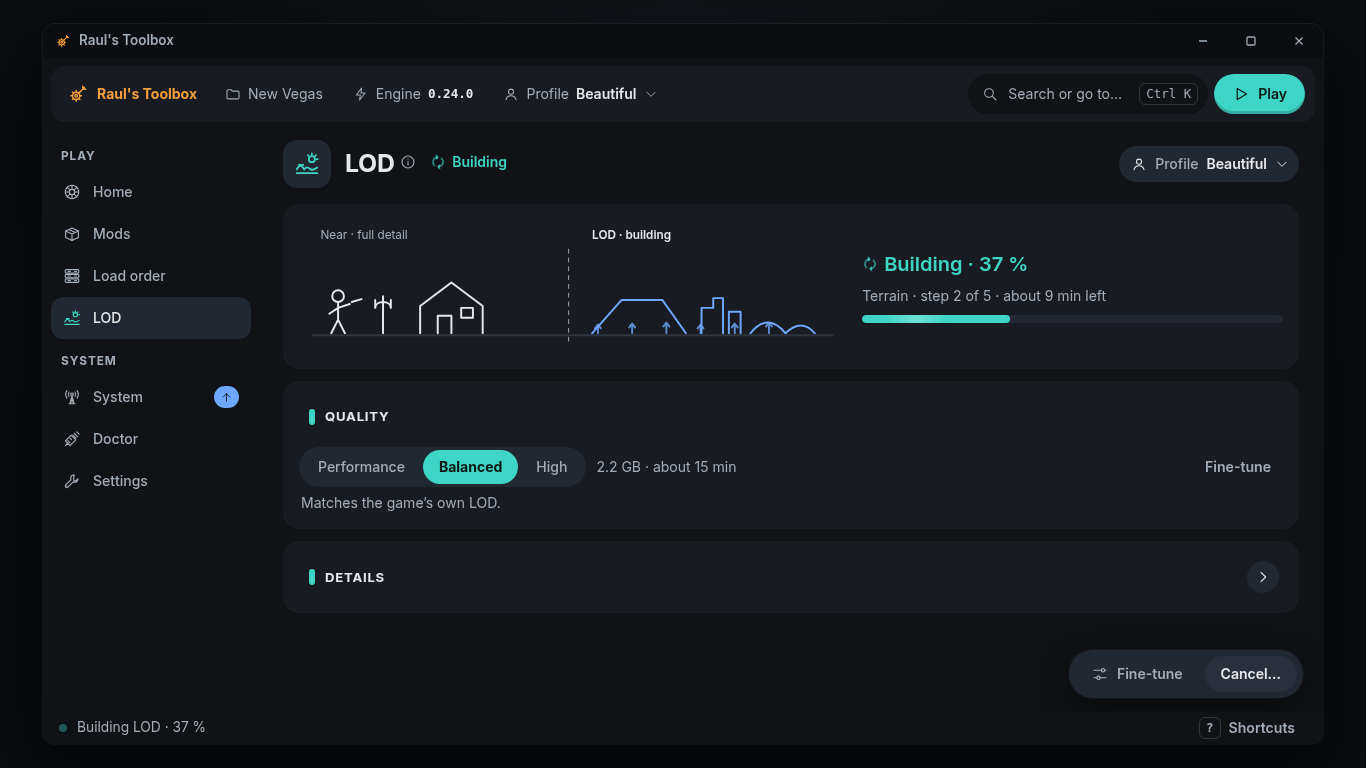 Raul's Toolbox
Raul's Toolbox
New Vegas
Engine 0.24.0
Profile Beautiful
Search or go to...
Ctrl K
Play
PLAY
Home
Mods
Load order
LOD
SYSTEM
System
Doctor
Settings
LOD
Building
Profile Beautiful
Near · full detail
LOD · building
Building · 37 %
Terrain · step 2 of 5 · about 9 min left
QUALITY
Performance
Balanced
High
2.2 GB · about 15 min
Fine-tune
Matches the game’s own LOD.
DETAILS
Fine-tune
Cancel...
Building LOD · 37 %
? Shortcuts